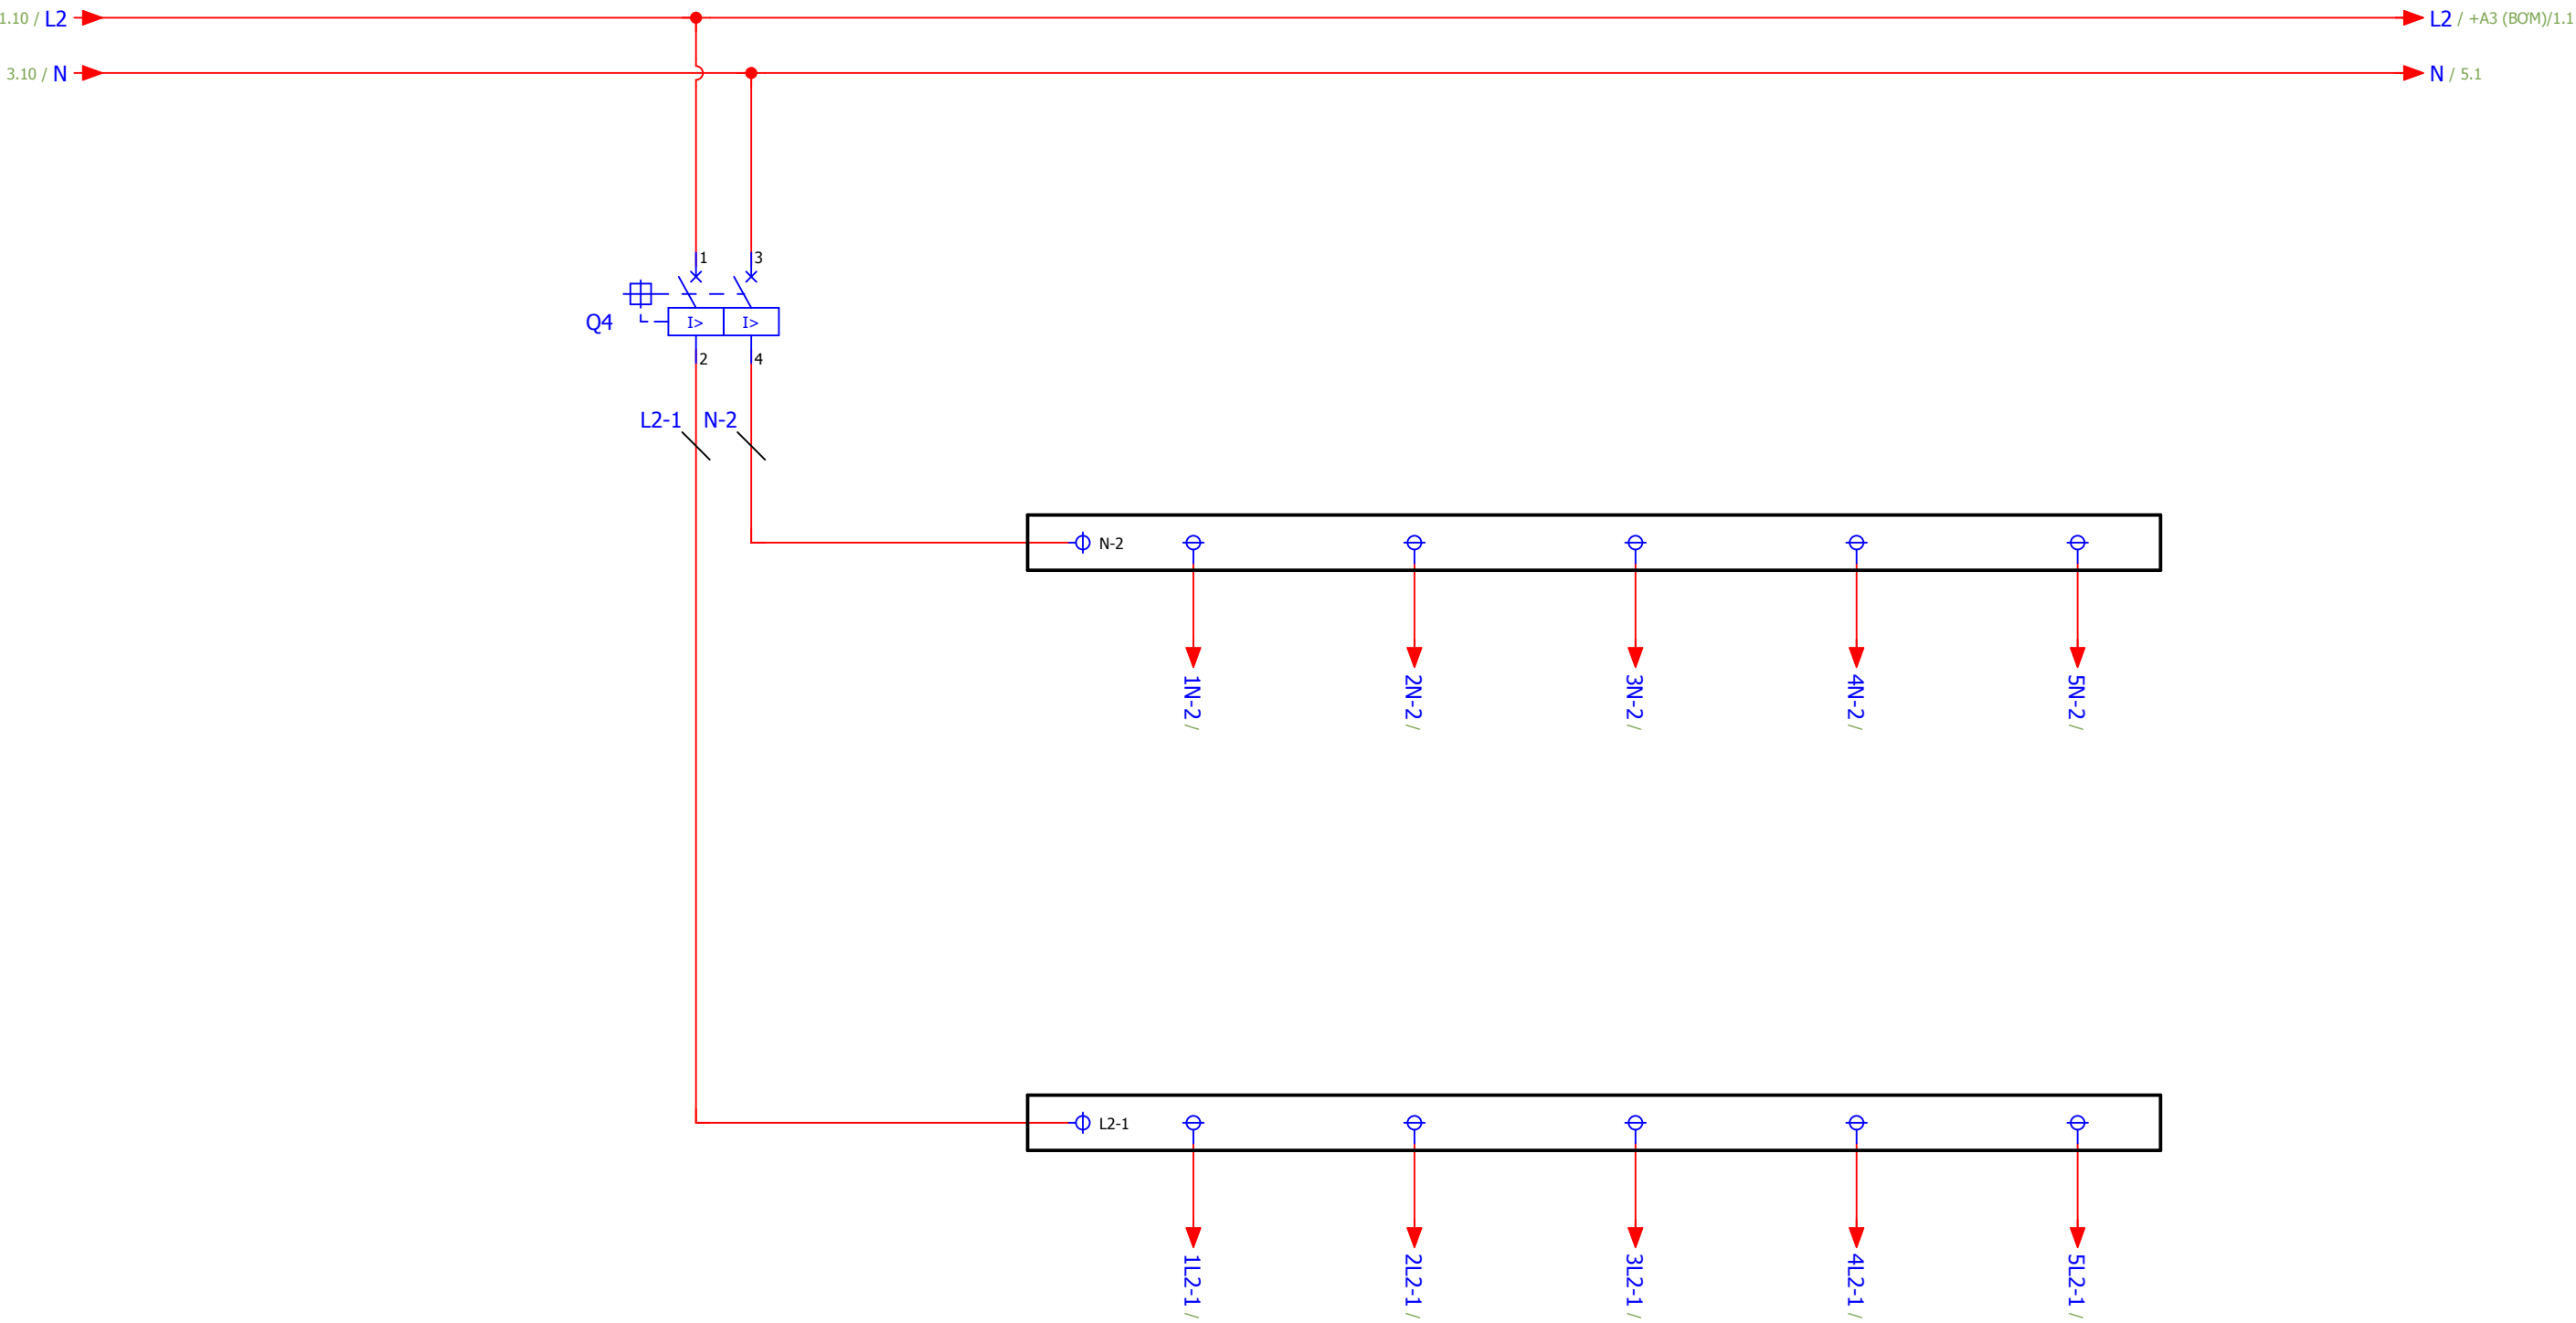 1.10 / L2
L2 / +A3 (BƠM)/1.1
3.10 / N
N / 5.1
1
3
Q4
I>
I>
2
4
L2-1
N-2
N-2
1N-2 /
2N-2 /
3N-2 /
4N-2 /
5N-2 /
L2-1
1L2-1 /
2L2-1 /
3L2-1 /
4L2-1 /
5L2-1 /